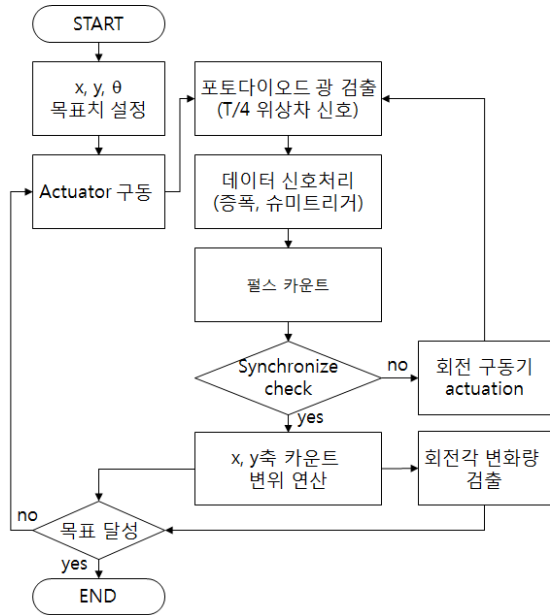 START
x, y, θ
목표치 설정
Actuator 구동
포토다이오드 광 검출
(T/4 위상차 신호)
데이터 신호처리
(증폭, 슈미트리거)
펄스 카운트
Synchronize
check
no
회전 구동기
actuation
yes
x, y축 카운트
변위 연산
회전각 변화량
검출
no
목표 달성
yes
END